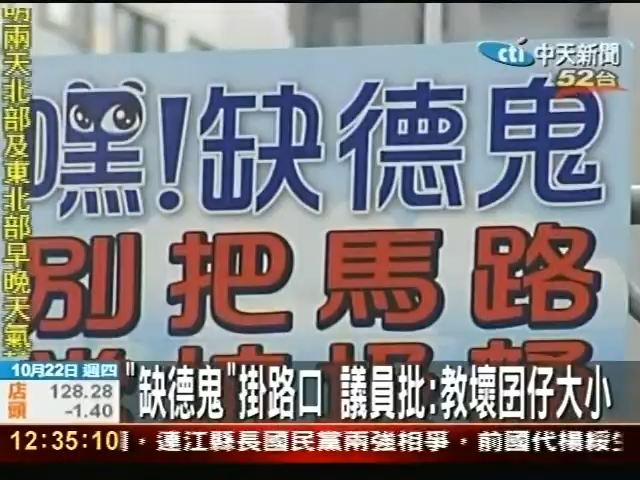 明兩天北部及東北部早晚天氣
cti 中天新聞
52台
嘿!缺德鬼
別把馬路
10月22日 週四
"缺德鬼"掛路口 議員批:教壞囝仔大小
店頭 128.28
-1.40
12:35:10 ,連江縣長國民黨兩強相爭,前國代楊綏生